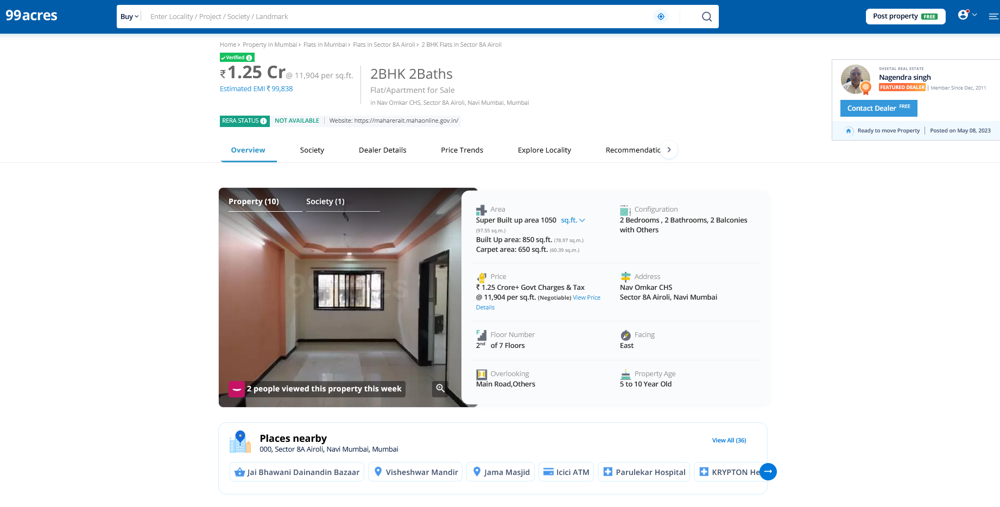 99acres
Buy
Enter Locality / Project / Society / Landmark
Post property FREE
Home › Property in Mumbai › Flats in Mumbai › Flats in Sector 8A Airoli › 2 BHK Flats in Sector 8A Airoli
Verified
₹ 1.25 Cr @ 11,904 per sq.ft.
Estimated EMI ₹ 99,838
2BHK 2Baths
Flat/Apartment for Sale
in Nav Omkar CHS, Sector 8A Airoli, Navi Mumbai, Mumbai
RERA STATUS NOT AVAILABLE Website: https://maharerait.mahaonline.gov.in/
SHEETAL REAL ESTATE
Nagendra singh
FEATURED DEALER | Member Since Dec, 2011
Contact Dealer FREE
Ready to move Property Posted on May 08, 2023
Overview Society Dealer Details Price Trends Explore Locality Recommendatio
Property (10) Society (1)
99acres
2 people viewed this property this week
Area
Super Built up area 1050 sq.ft.
(97.55 sq.m.)
Built Up area: 850 sq.ft. (78.97 sq.m.)
Carpet area: 650 sq.ft. (60.39 sq.m.)
Configuration
2 Bedrooms , 2 Bathrooms, 2 Balconies
with Others
Price
₹ 1.25 Crore+ Govt Charges & Tax
@ 11,904 per sq.ft. (Negotiable) View Price
Details
Address
Nav Omkar CHS
Sector 8A Airoli, Navi Mumbai
Floor Number
2nd of 7 Floors
Facing
East
Overlooking
Main Road,Others
Property Age
5 to 10 Year Old
Places nearby
000, Sector 8A Airoli, Navi Mumbai, Mumbai
View All (36)
Jai Bhawani Dainandin Bazaar
Visheshwar Mandir
Jama Masjid
Icici ATM
Parulekar Hospital
KRYPTON He